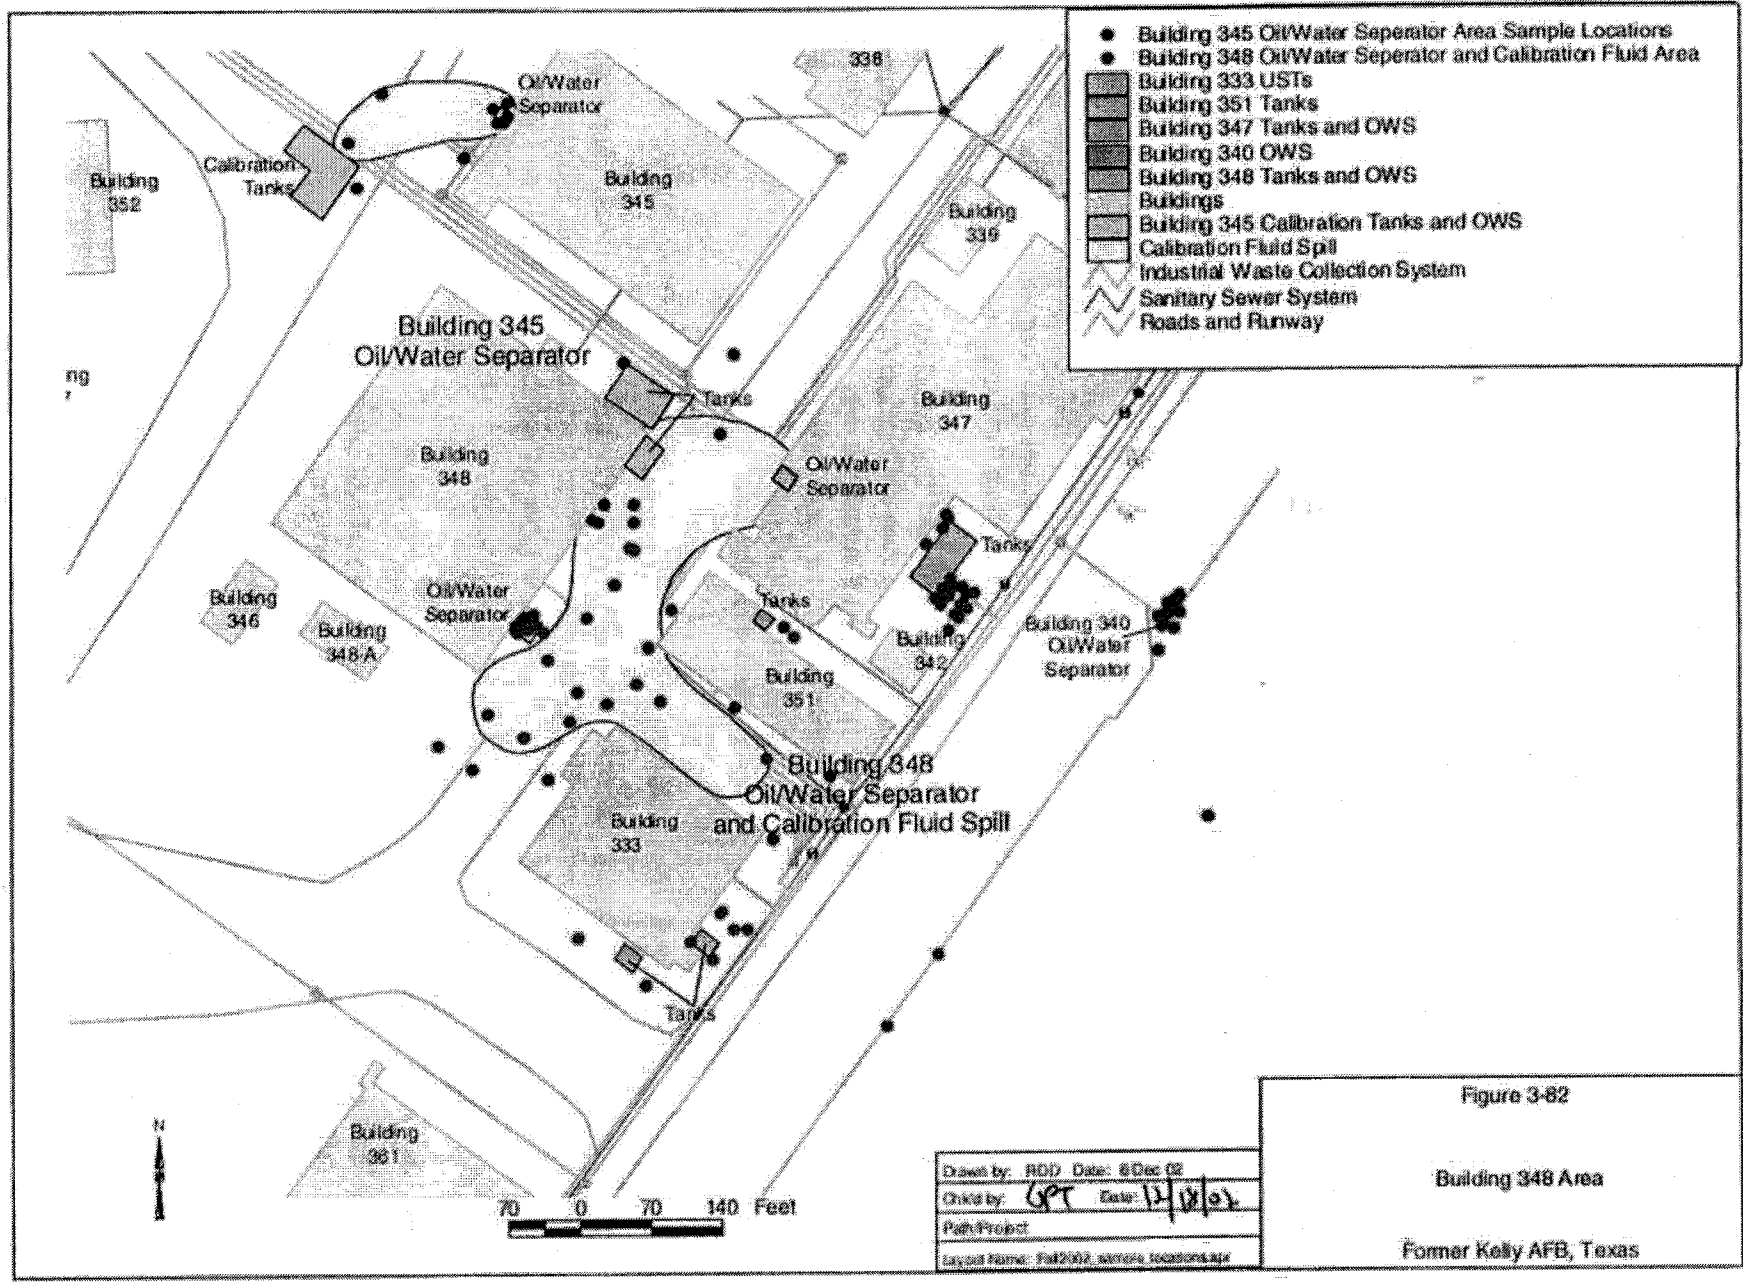 Building 345 Oil/Water Seperator Area Sample Locations
Building 348 Oil/Water Seperator and Calibration Fluid Area
Building 333 USTs
Building 351 Tanks
Building 347 Tanks and OWS
Building 340 OWS
Building 348 Tanks and OWS
Buildings
Building 345 Calibration Tanks and OWS
Calibration Fluid Spill
Industrial Waste Collection System
Sanitary Sewer System
Roads and Runway
338
Oil/Water
Separator
Calibration
Tanks
Building
352
Building
345
Building
339
Building 345
Oil/Water Separator
ng
Tanks
Building
347
Building
348
Oil/Water
Separator
Tanks
Oil/Water
Separator
Building
346
Building
348-A
Tanks
Building
342
Building 340
Oil/Water
Separator
Building
351
Building 348
Oil/Water Separator
and Calibration Fluid Spill
Building
333
Tanks
Building
361
N
70 0 70 140 Feet
Drawn by: RDD Date: 6 Dec 02
Chk'd by: GPT Date: 12/18/02
Path/Project
Layout Name: Fall2002_sample_locations.apr
Figure 3-82
Building 348 Area
Former Kelly AFB, Texas